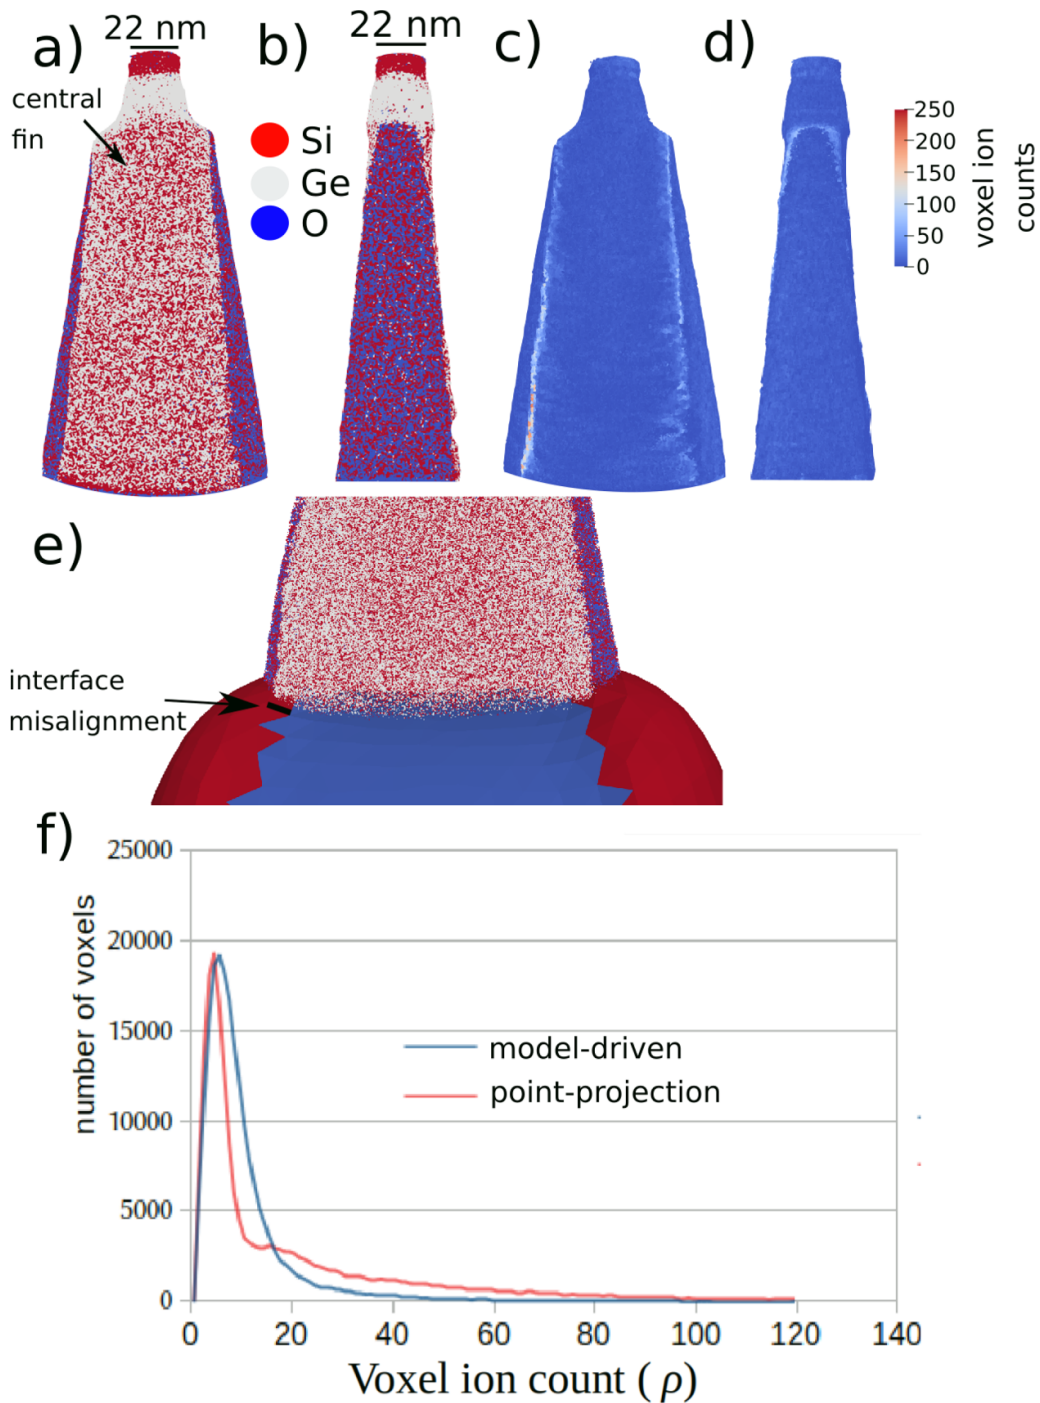 a)
22 nm
b)
22 nm
c)
d)
central
fin
Si
Ge
O
250
200
150
100
50
0
voxel ion
counts
e)
interface
misalignment
f)
25000
20000
15000
10000
5000
0
number of voxels
model-driven
point-projection
0 20 40 60 80 100 120 140
Voxel ion count ( ρ)